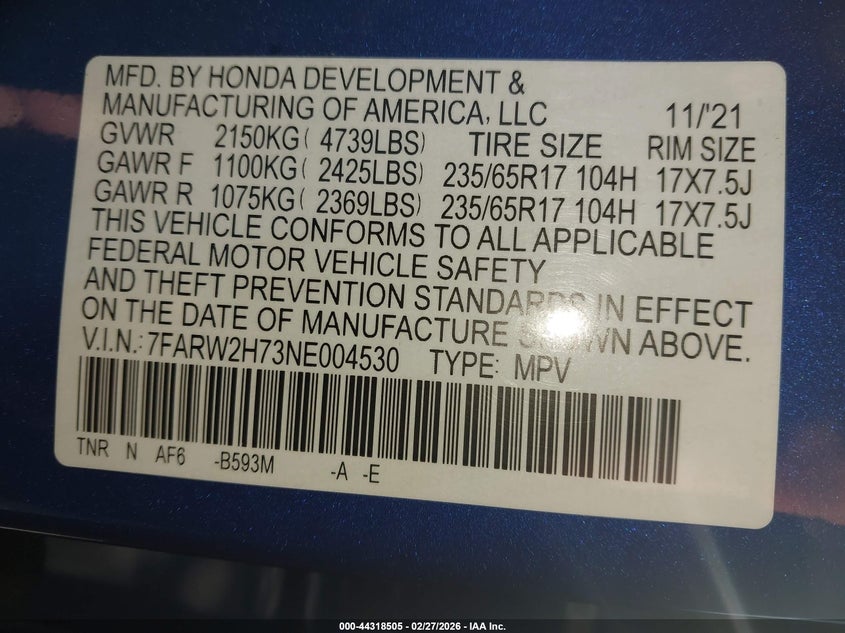 MFD. BY HONDA DEVELOPMENT &
MANUFACTURING OF AMERICA, LLC 11/'21
GVWR 2150KG( 4739LBS) TIRE SIZE RIM SIZE
GAWR F 1100KG( 2425LBS) 235/65R17 104H 17X7.5J
GAWR R 1075KG( 2369LBS) 235/65R17 104H 17X7.5J
THIS VEHICLE CONFORMS TO ALL APPLICABLE
FEDERAL MOTOR VEHICLE SAFETY
AND THEFT PREVENTION STANDARDS IN EFFECT
ON THE DATE OF MANUFACTURE SHOWN ABOVE.
V.I.N.: 7FARW2H73NE004530 TYPE: MPV
TNR N AF6 -B593M -A -E
000-44318505 - 02/27/2026 - IAA Inc.